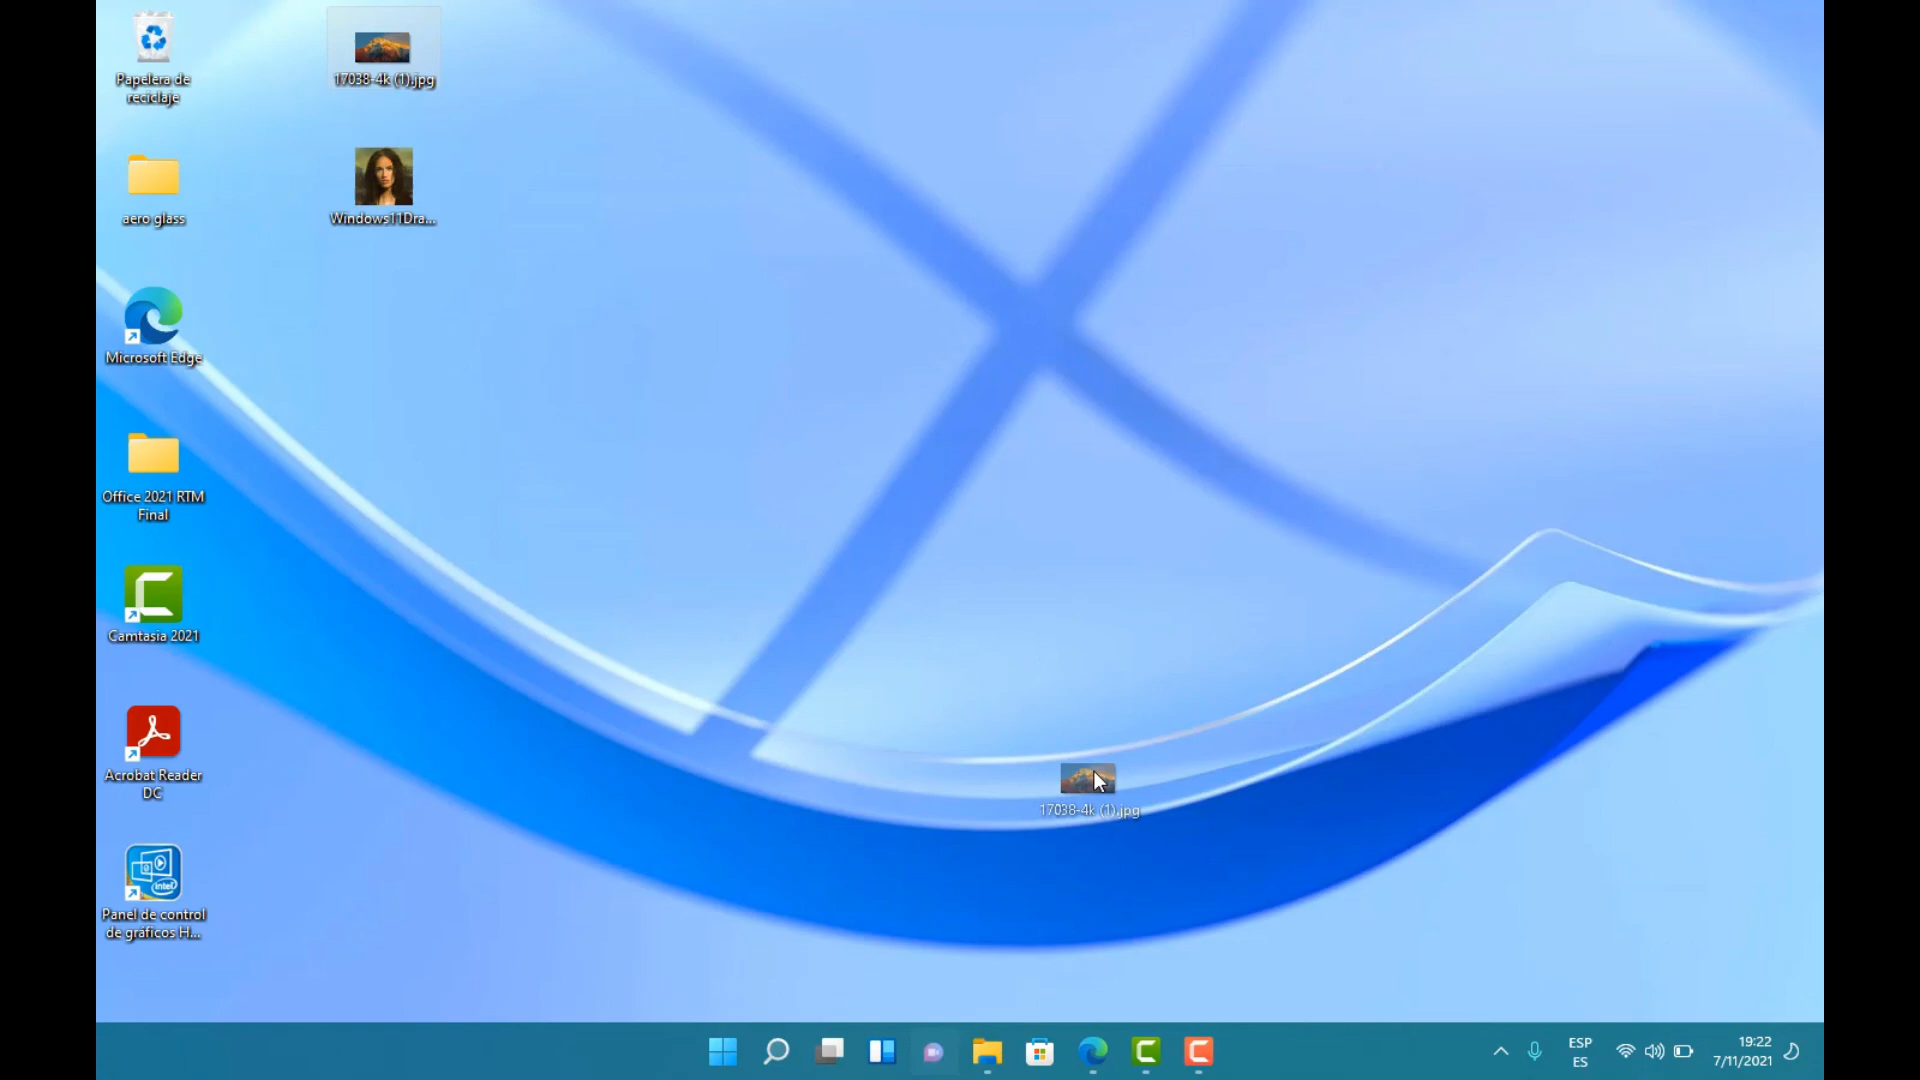 Papelera de
reciclaje
17038-4k (1).jpg
aero glass
Windows11Dra...
Microsoft Edge
Office 2021 RTM
Final
Camtasia 2021
Acrobat Reader
DC
17038-4k (1).jpg
intel
Panel de control
de gráficos H...
ESP
ES
19:22
7/11/2021